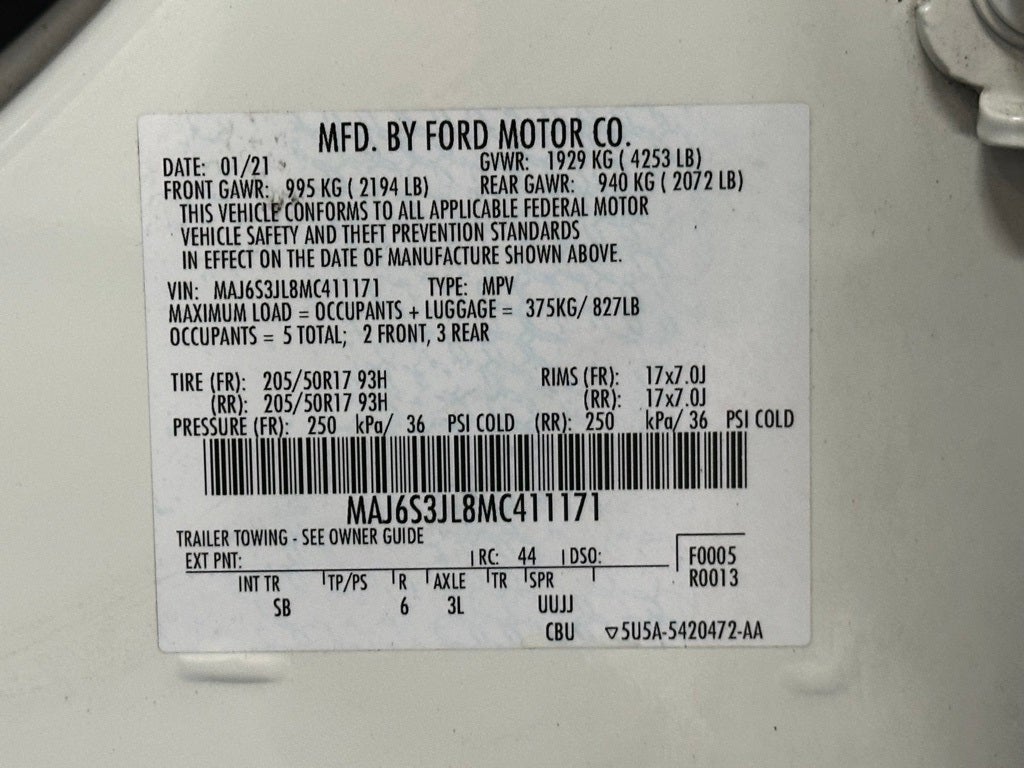 MFD. BY FORD MOTOR CO.
DATE: 01/21 GVWR: 1929 KG ( 4253 LB)
FRONT GAWR: 995 KG ( 2194 LB) REAR GAWR: 940 KG ( 2072 LB)
THIS VEHICLE CONFORMS TO ALL APPLICABLE FEDERAL MOTOR
VEHICLE SAFETY AND THEFT PREVENTION STANDARDS
IN EFFECT ON THE DATE OF MANUFACTURE SHOWN ABOVE.
VIN: MAJ6S3JL8MC411171 TYPE: MPV
MAXIMUM LOAD = OCCUPANTS + LUGGAGE = 375KG/ 827LB
OCCUPANTS = 5 TOTAL; 2 FRONT, 3 REAR
TIRE (FR): 205/50R17 93H RIMS (FR): 17x7.0J
(RR): 205/50R17 93H (RR): 17x7.0J
PRESSURE (FR): 250 kPa/ 36 PSI COLD (RR): 250 kPa/ 36 PSI COLD
MAJ6S3JL8MC411171
TRAILER TOWING - SEE OWNER GUIDE
EXT PNT: RC: 44 DSO: F0005
INT TR TP/PS R AXLE TR SPR R0013
SB 6 3L UUJJ
CBU ▽5U5A-5420472-AA